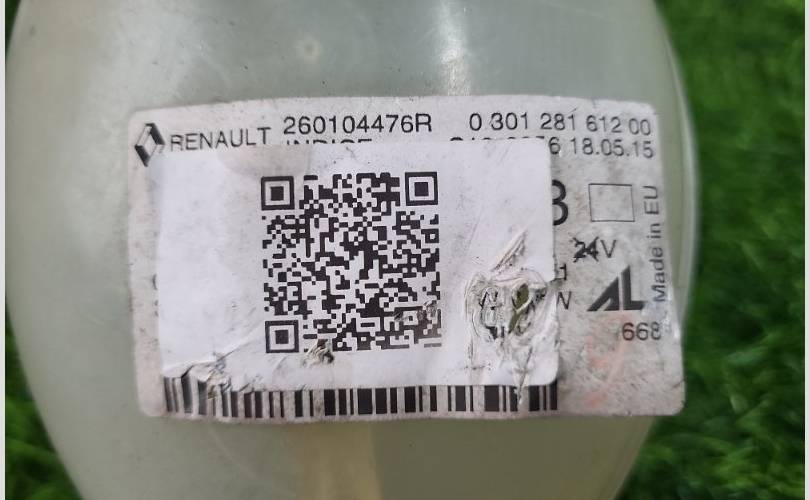 RENAULT 260104476R 0 301 281 612 00
18.05.15
24V
AL
Made in EU
668